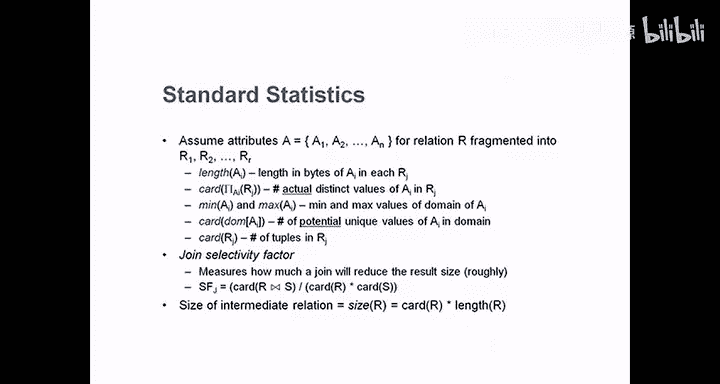 bilibili
Standard Statistics
• Assume attributes A = { A₁, A₂, …, Aₙ } for relation R fragmented into
R₁, R₂, …, Rᵣ
– length(Aᵢ) – length in bytes of Aᵢ in each Rⱼ
– card(∏Aᵢ(Rⱼ)) – # actual distinct values of Aᵢ in Rⱼ
– min(Aᵢ) and max(Aᵢ) – min and max values of domain of Aᵢ
– card(dom[Aᵢ]) – # of potential unique values of Aᵢ in domain
– card(Rⱼ) – # of tuples in Rⱼ
• Join selectivity factor
– Measures how much a join will reduce the result size (roughly)
– SFJ = (card(R ⋈ S) / (card(R) * card(S))
• Size of intermediate relation = size(R) = card(R) * length(R)